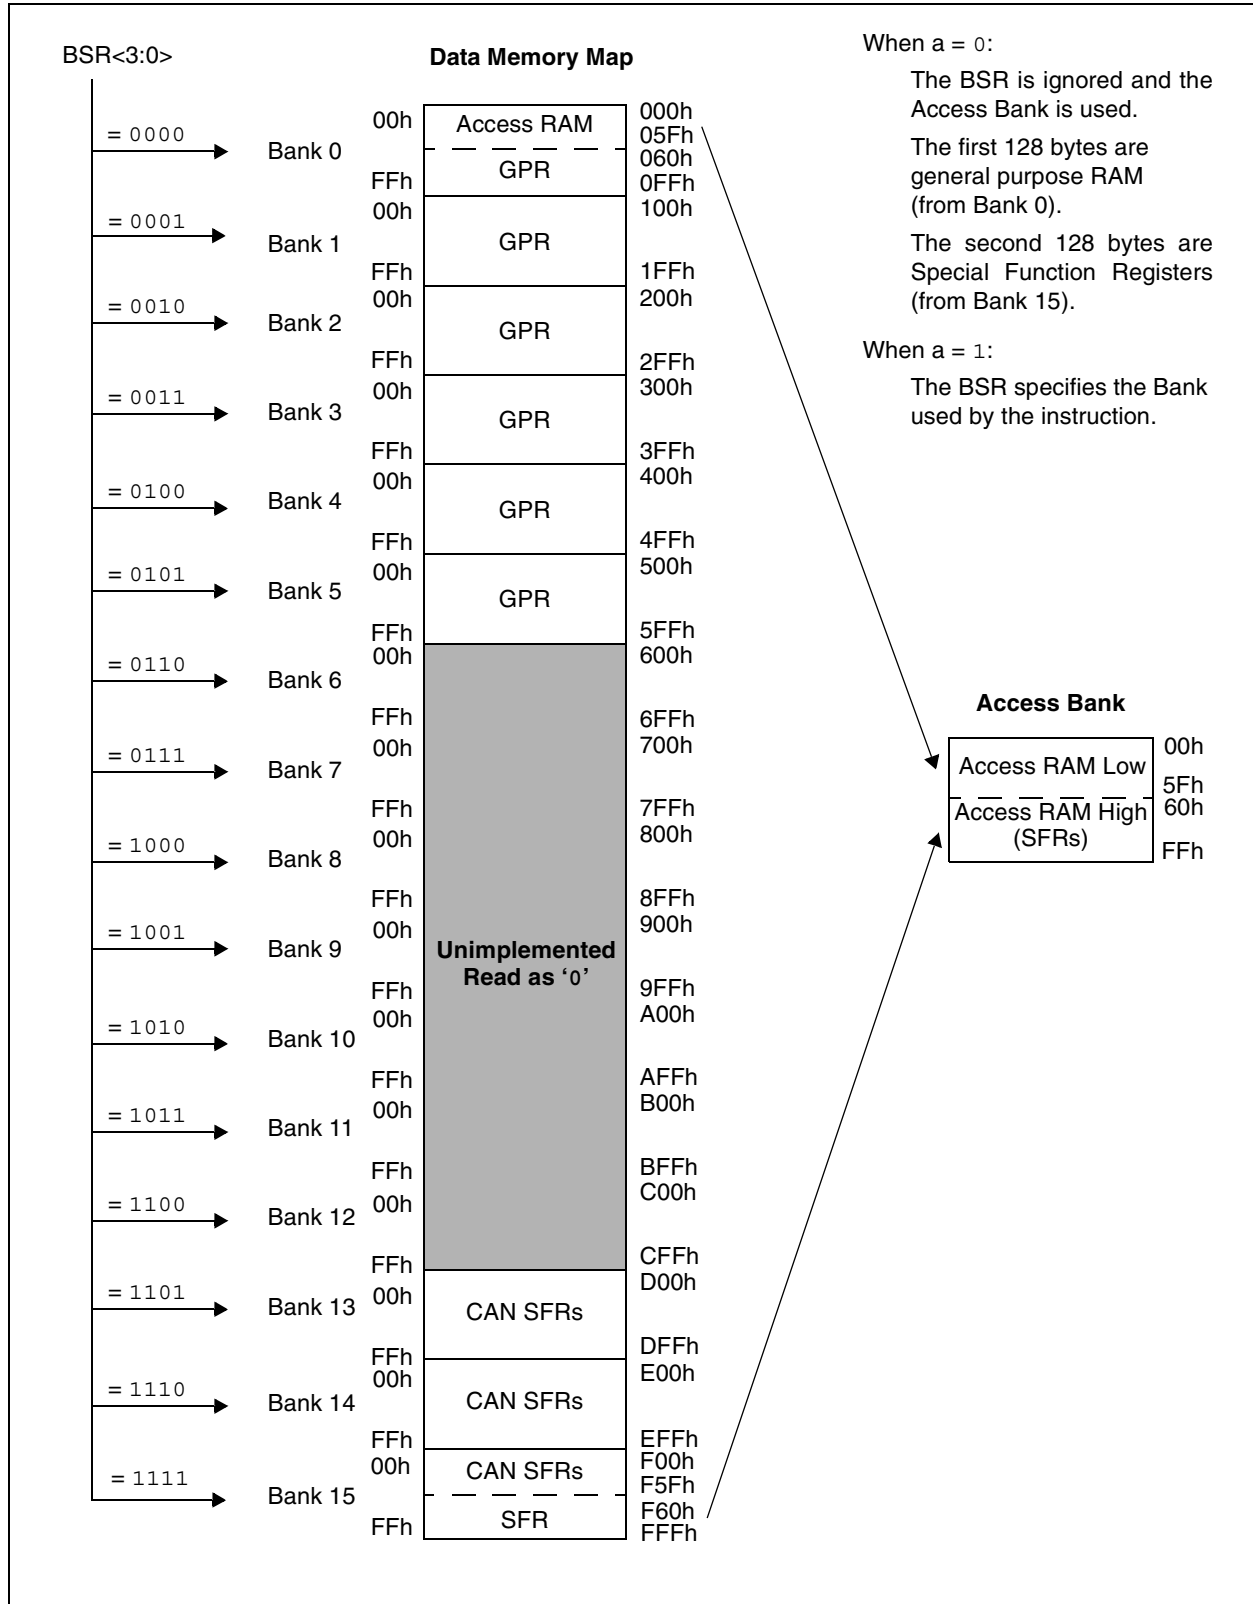 BSR<3:0>
Data Memory Map
= 0000
Bank 0
00h
Access RAM
000h
05Fh
GPR
060h
FFh
0FFh
= 0001
Bank 1
00h
GPR
100h
FFh
1FFh
= 0010
Bank 2
00h
GPR
200h
FFh
2FFh
= 0011
Bank 3
00h
GPR
300h
FFh
3FFh
= 0100
Bank 4
00h
GPR
400h
FFh
4FFh
= 0101
Bank 5
00h
GPR
500h
FFh
5FFh
= 0110
Bank 6
00h
600h
FFh
6FFh
= 0111
Bank 7
00h
700h
FFh
7FFh
= 1000
Bank 8
00h
800h
FFh
8FFh
= 1001
Bank 9
00h
900h
Unimplemented
Read as ‘0’
FFh
9FFh
= 1010
Bank 10
00h
A00h
FFh
AFFh
= 1011
Bank 11
00h
B00h
FFh
BFFh
= 1100
Bank 12
00h
C00h
FFh
CFFh
= 1101
Bank 13
00h
CAN SFRs
D00h
FFh
DFFh
= 1110
Bank 14
00h
CAN SFRs
E00h
FFh
EFFh
= 1111
Bank 15
00h
CAN SFRs
F00h
F5Fh
SFR
F60h
FFh
FFFh
When a = 0:
The BSR is ignored and the
Access Bank is used.
The first 128 bytes are
general purpose RAM
(from Bank 0).
The second 128 bytes are
Special Function Registers
(from Bank 15).
When a = 1:
The BSR specifies the Bank
used by the instruction.
Access Bank
Access RAM Low
00h
5Fh
Access RAM High
(SFRs)
60h
FFh